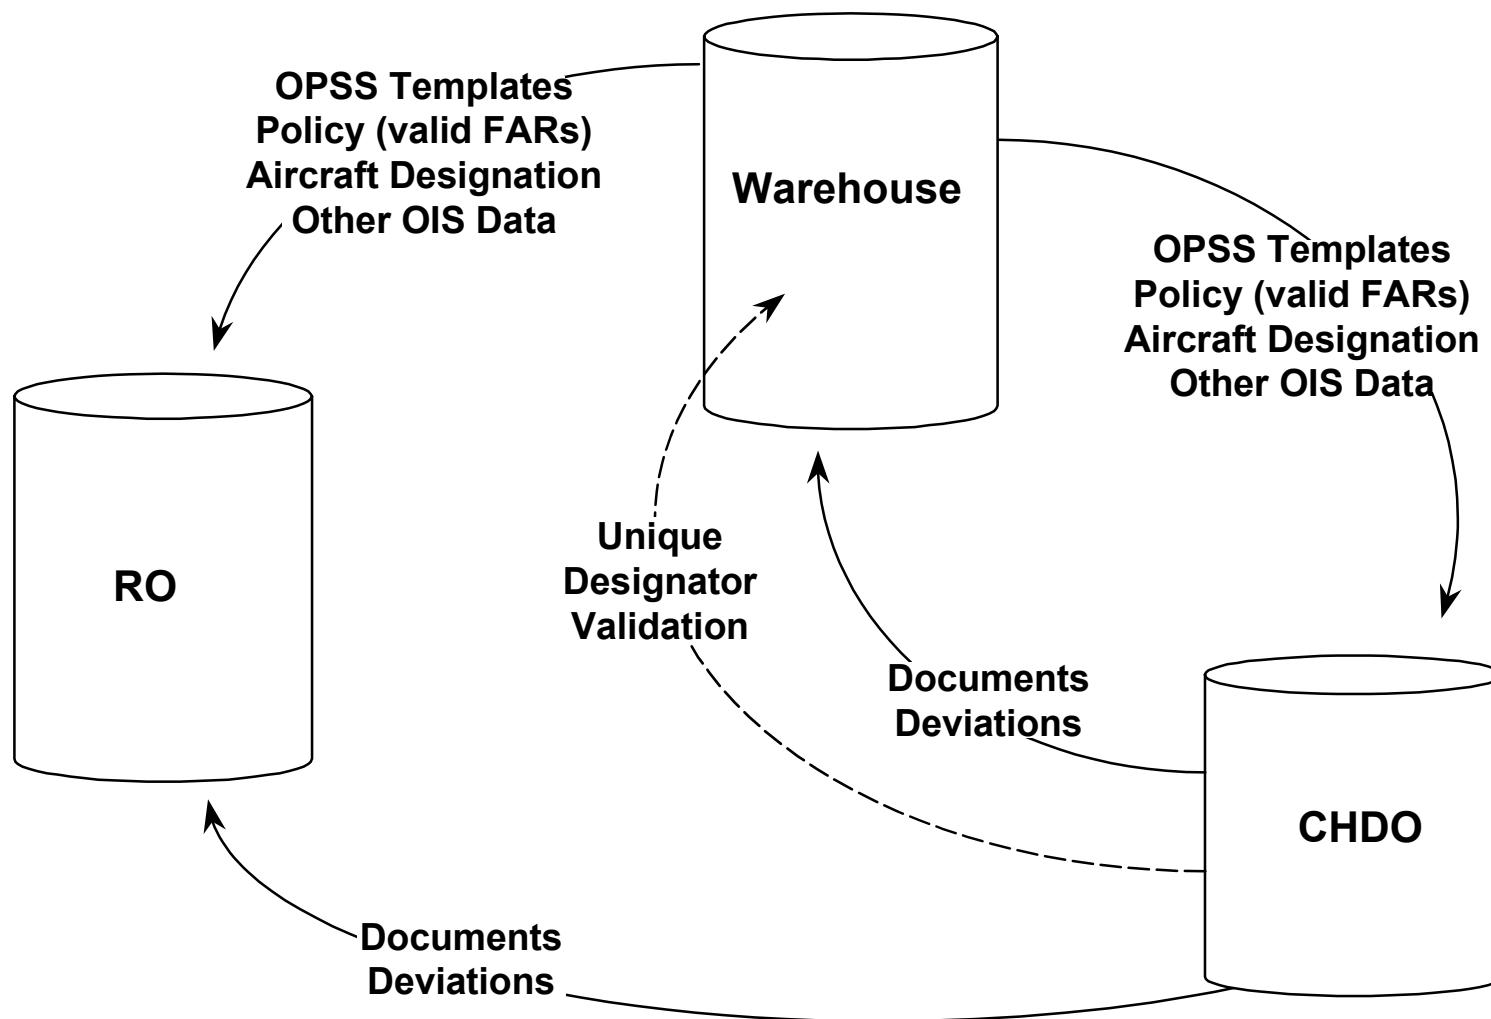 OPSS Templates
Policy (valid FARs)
Aircraft Designation
Other OIS Data
Warehouse
OPSS Templates
Policy (valid FARs)
Aircraft Designation
Other OIS Data
RO
Unique
Designator
Validation
Documents
Deviations
CHDO
Documents
Deviations